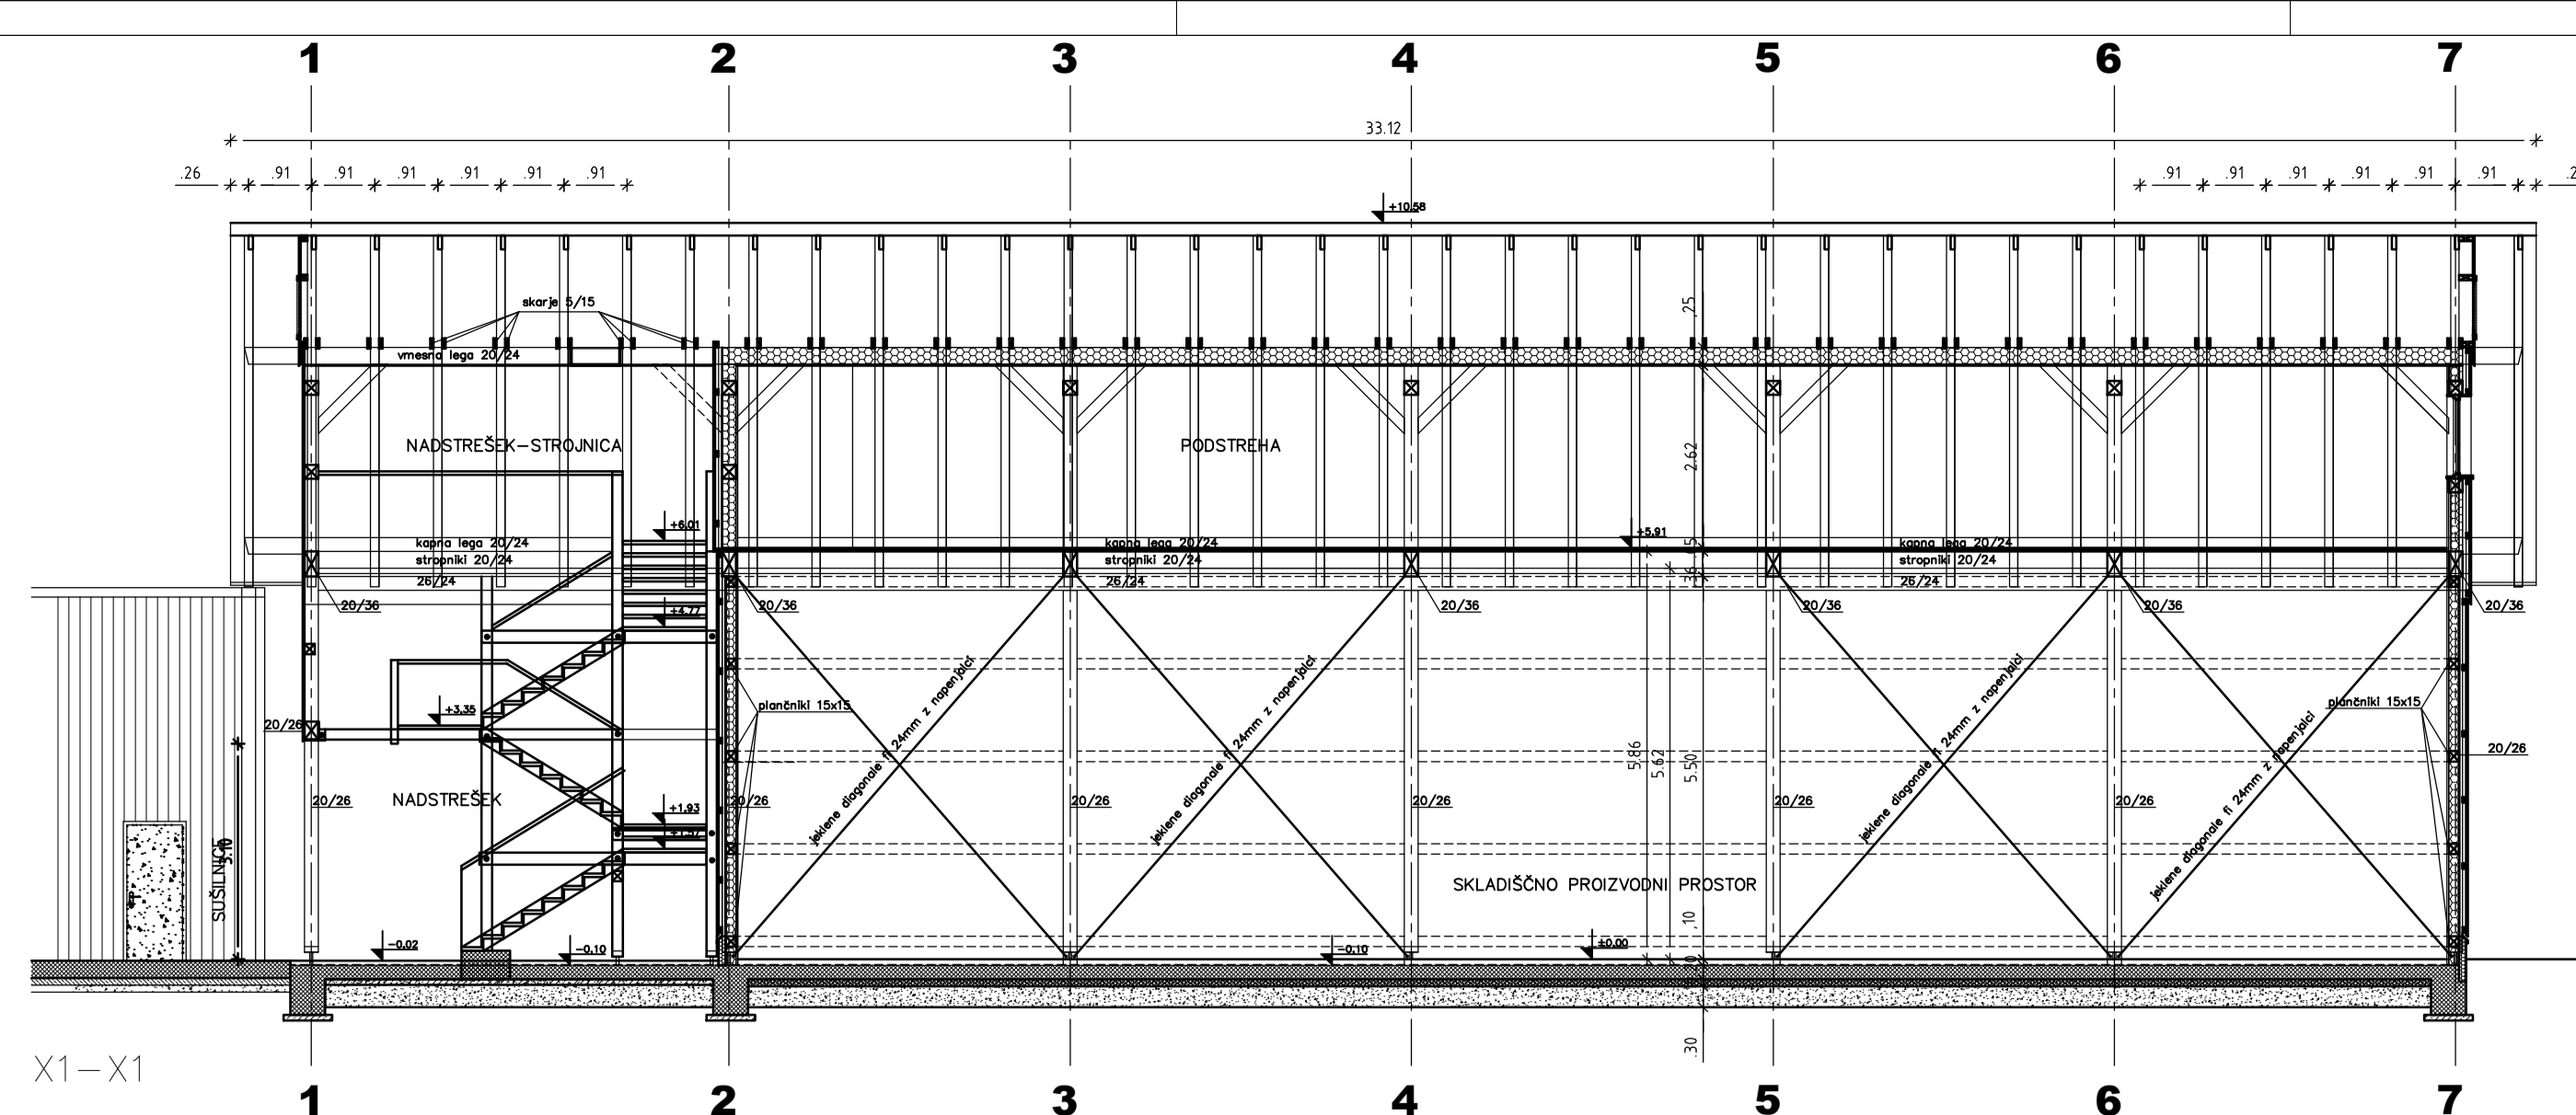 1 2 3 4 5 6 7
33.12
.26 .91 .91 .91 .91 .91 .91 .91 .91 .91 .91 .91 .91
+10.58
skarje 5/15
,25
vmesna lega 20/24
NADSTREŠEK-STROJNICA
PODSTREHA
2.62
+6.01
+5.91
kapna lega 20/24
kapna lega 20/24
kapna lega 20/24
stropniki 20/24
stropniki 20/24
stropniki 20/24
26/24
26/24
26/24
20/36
20/36
20/36
20/36
20/36
20/36
+4.77
jeklene diagonale fi 24mm z napenjalci
jeklene diagonale fi 24mm z napenjalci
jeklene diagonale fi 24mm z napenjalci
jeklene diagonale fi 24mm z napenjalci
plančniki 15x15
plančniki 15x15
+3.35
20/26
20/26
5.86
5.62
5.50
NADSTREŠEK
20/26
20/26
20/26
20/26
20/26
20/26
+1.93
+1.57
SUŠILNICE
SKLADIŠČNO PROIZVODNI PROSTOR
,10
-0.02
-0.10
-0.10
±0.00
.30
X1-X1
1 2 3 4 5 6 7